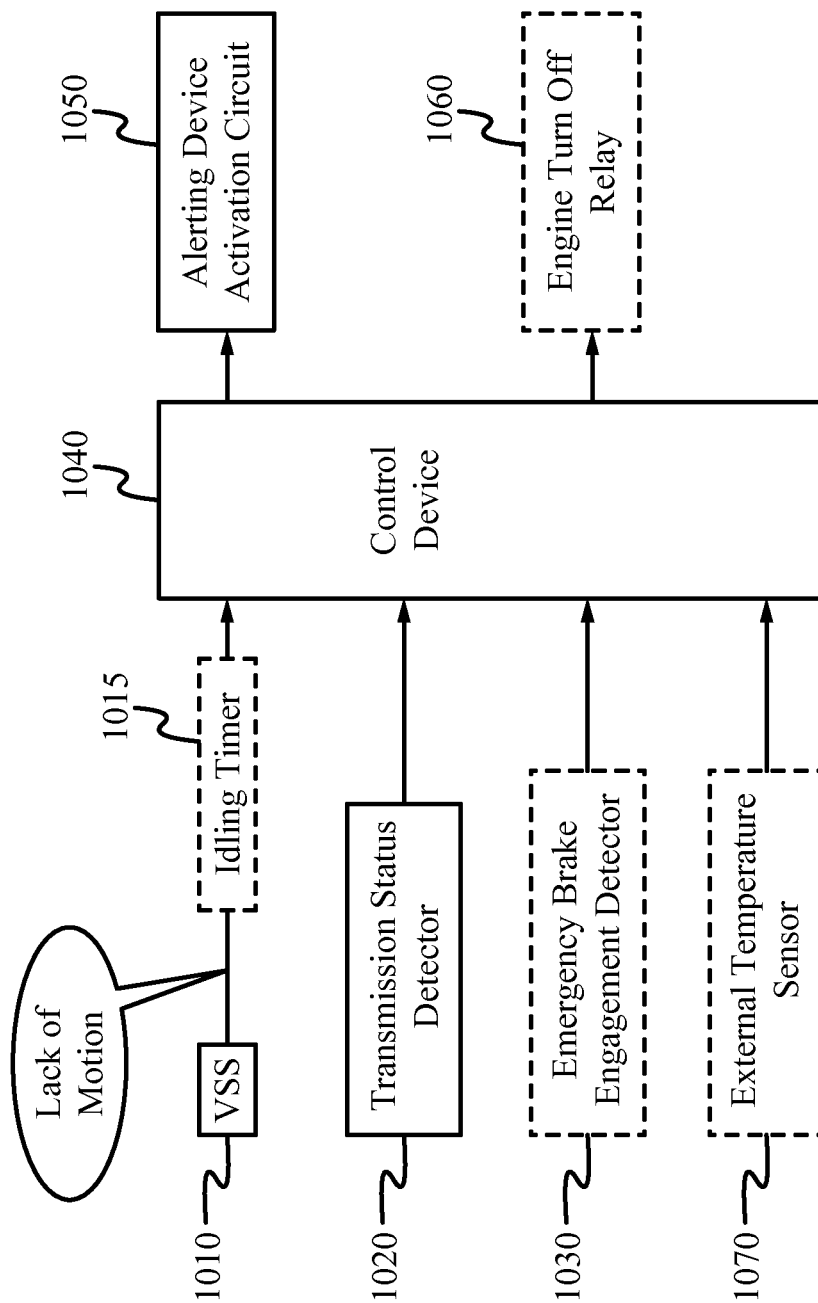 Lack of
Motion
1010
VSS
1015
Idling Timer
1020
Transmission Status
Detector
1030
Emergency Brake
Engagement Detector
1070
External Temperature
Sensor
1040
Control
Device
1050
Alerting Device
Activation Circuit
1060
Engine Turn Off
Relay